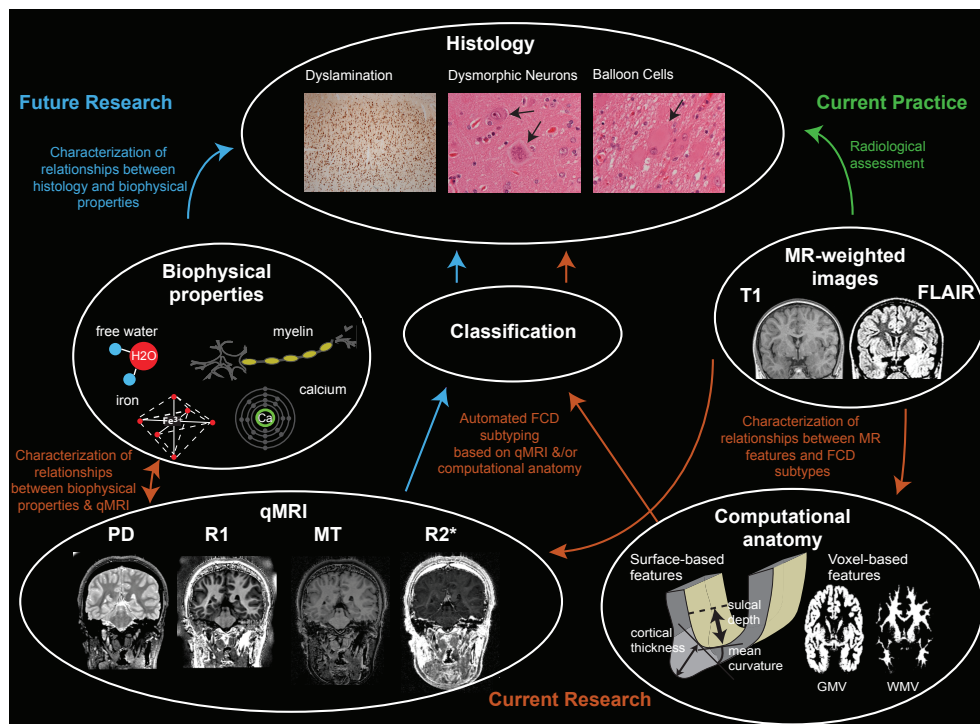 Histology
Dyslamination
Dysmorphic Neurons
Balloon Cells
Future Research
Current Practice
Characterization of
relationships between
histology and biophysical
properties
Radiological
assessment
Biophysical
properties
free water
H2O
myelin
iron
Fe³⁺
calcium
Ca
Classification
MR-weighted
images
T1
FLAIR
Characterization of
relationships
between biophysical
properties & qMRI
Automated FCD
subtyping
based on qMRI &/or
computational anatomy
Characterization of
relationships between MR
features and FCD
subtypes
qMRI
PD
R1
MT
R2*
Computational
anatomy
Surface-based
features
Voxel-based
features
sulcal
depth
cortical
thickness
mean
curvature
GMV
WMV
Current Research